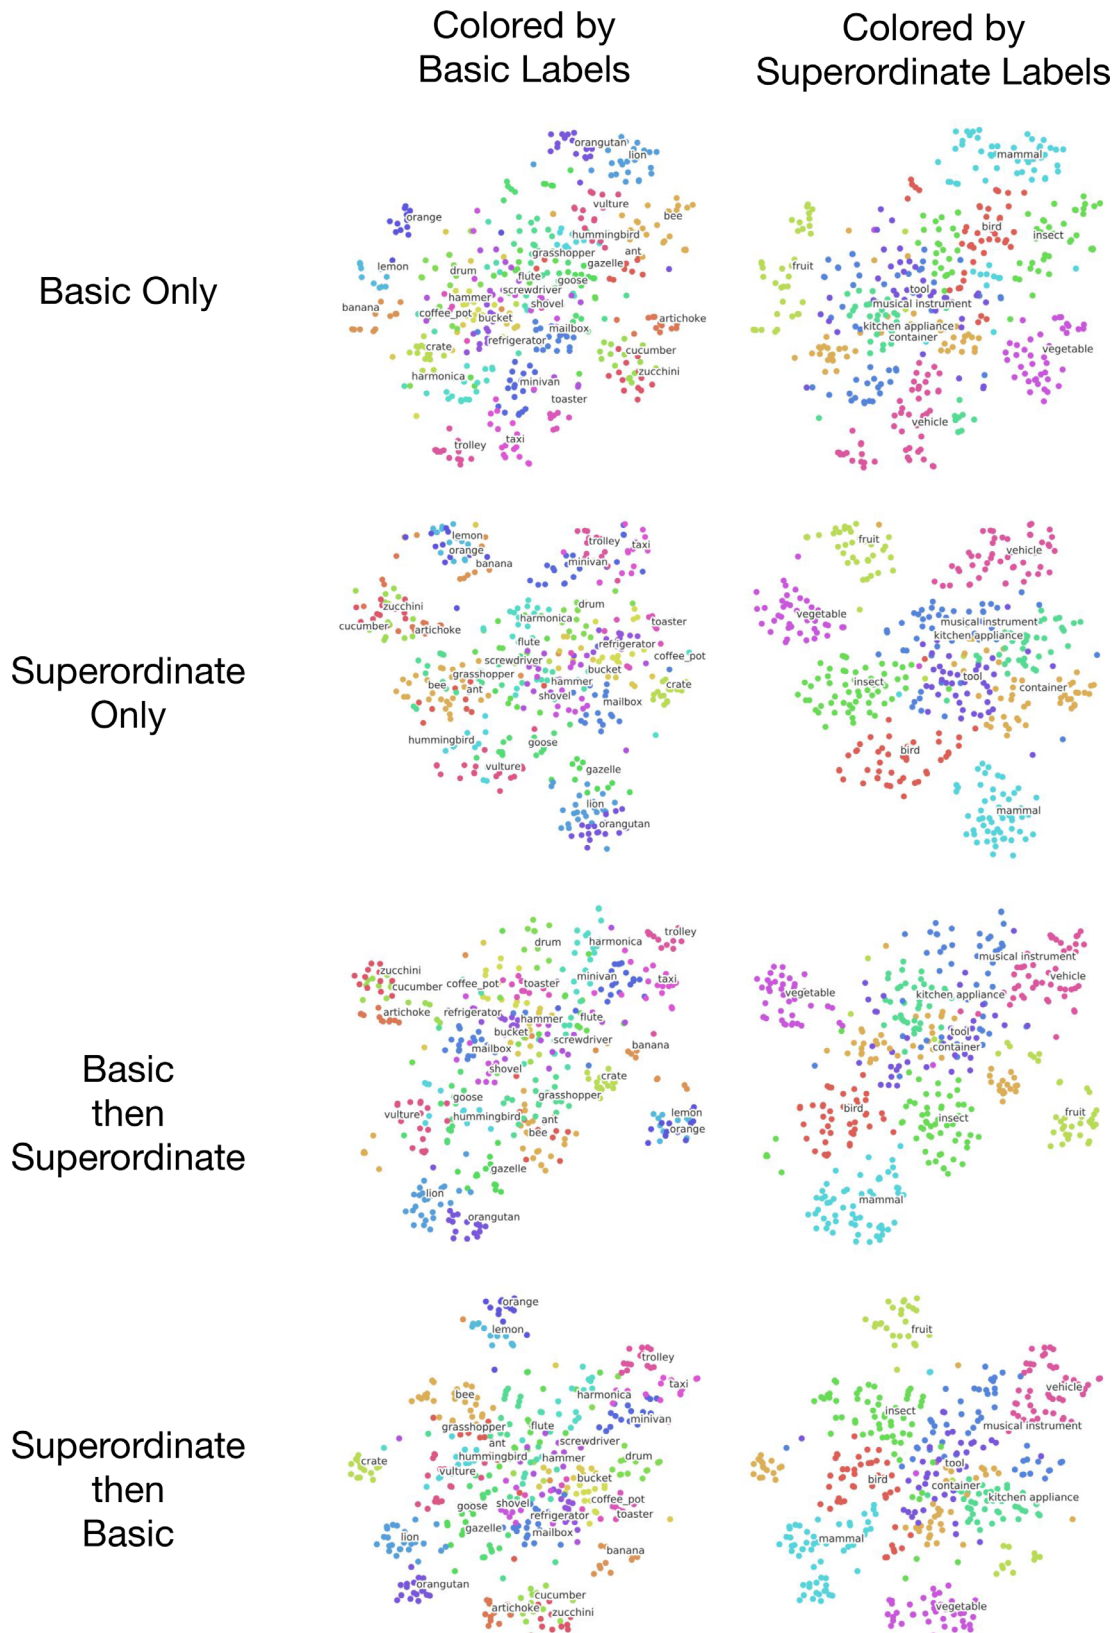 Colored by
Basic Labels
Colored by
Superordinate Labels
Basic Only
orangutan
lion
vulture
bee
orange
hummingbird
grasshopper
ant
gazelle
lemon
drum
flute
goose
screwdriver
hammer
shovel
banana
coffee_pot
bucket
mailbox
artichoke
refrigerator
crate
cucumber
zucchini
harmonica
minivan
toaster
taxi
trolley
mammal
bird
insect
fruit
tool
musical instrument
kitchen appliance
container
vegetable
vehicle
Superordinate
Only
lemon
orange
banana
trolley
taxi
minivan
zucchini
cucumber
artichoke
drum
harmonica
toaster
flute
refrigerator
coffee_pot
screwdriver
bucket
grasshopper
bee
ant
hammer
crate
shovel
mailbox
hummingbird
goose
vulture
gazelle
lion
orangutan
fruit
vehicle
vegetable
musical instrument
kitchen appliance
insect
tool
container
bird
mammal
Basic
then
Superordinate
trolley
drum
harmonica
zucchini
cucumber
coffee_pot
toaster
minivan
taxi
artichoke
refrigerator
hammer
flute
bucket
screwdriver
mailbox
banana
shovel
crate
goose
grasshopper
vulture
hummingbird
ant
bee
lemon
orange
gazelle
lion
orangutan
musical instrument
vehicle
vegetable
kitchen appliance
tool
container
bird
insect
fruit
mammal
Superordinate
then
Basic
orange
lemon
trolley
taxi
bee
harmonica
minivan
grasshopper
flute
ant
screwdriver
hummingbird
hammer
drum
crate
vulture
bucket
goose
shovel
coffee_pot
refrigerator
toaster
gazelle
mailbox
lion
banana
orangutan
cucumber
artichoke
zucchini
fruit
vehicle
insect
musical instrument
tool
bird
container
kitchen appliance
mammal
vegetable